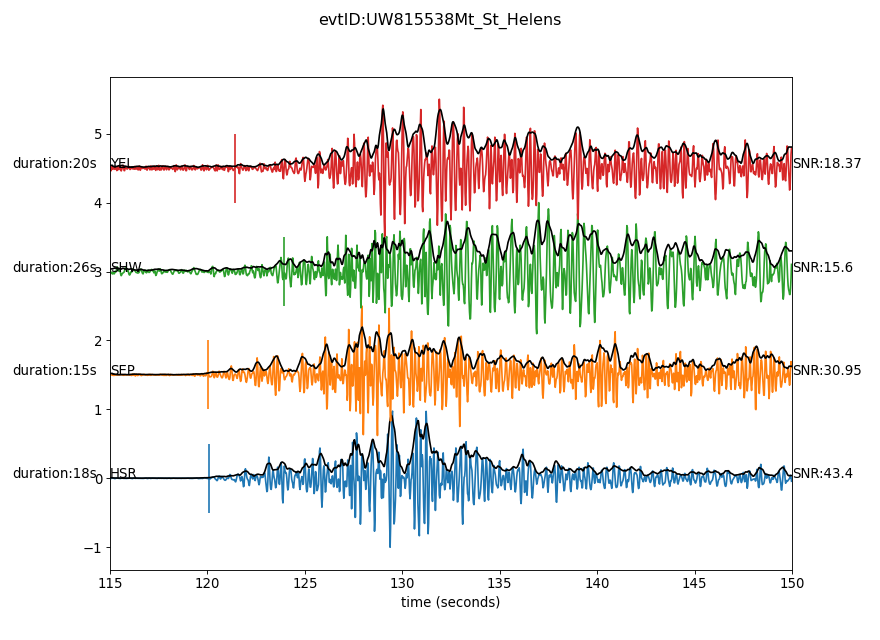 evtID:UW815538Mt_St_Helens
5
duration:20s YEL SNR:18.37
4
duration:26s SHW SNR:15.6
3
2
duration:15s SEP SNR:30.95
1
duration:18s HSR SNR:43.4
0
−1
115 120 125 130 135 140 145 150
time (seconds)